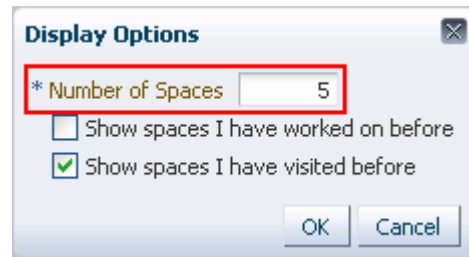 Display Options
* Number of Spaces 5
Show spaces I have worked on before
Show spaces I have visited before
OK Cancel